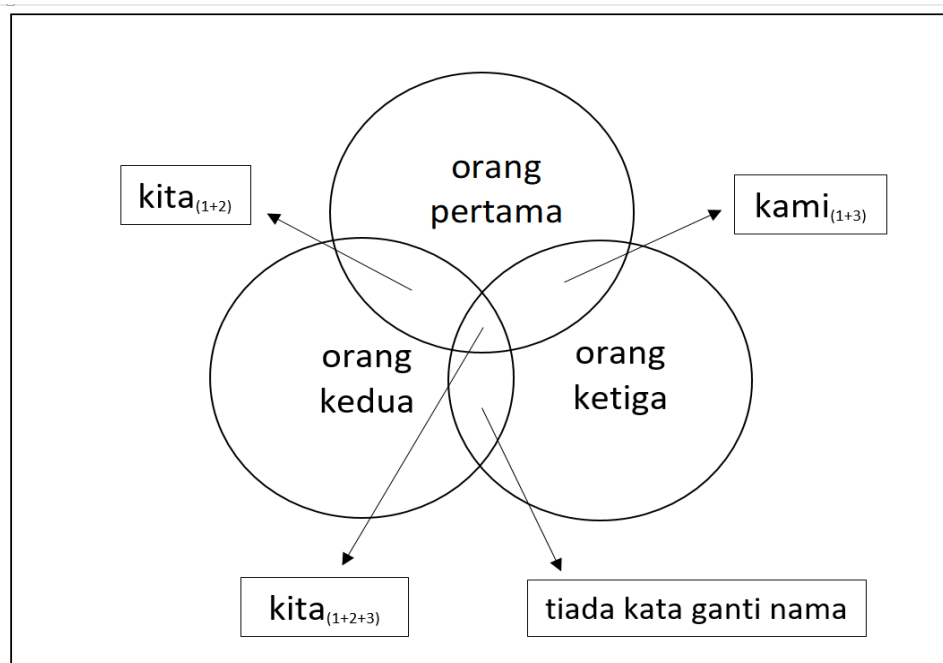 orang
pertama
kita(1+2)
kami(1+3)
orang
kedua
orang
ketiga
kita(1+2+3)
tiada kata ganti nama